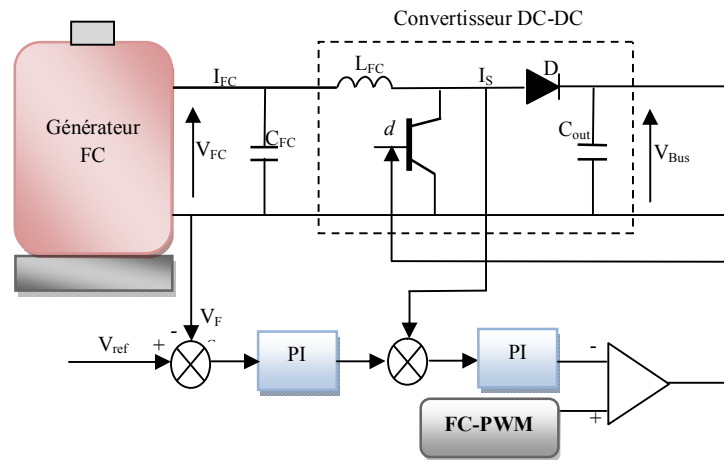 Convertisseur DC-DC
I_FC
L_FC
I_S
D
Générateur
FC
V_FC
C_FC
d
C_out
V_Bus
V_F
V_ref
+
-
PI
PI
-
+
FC-PWM